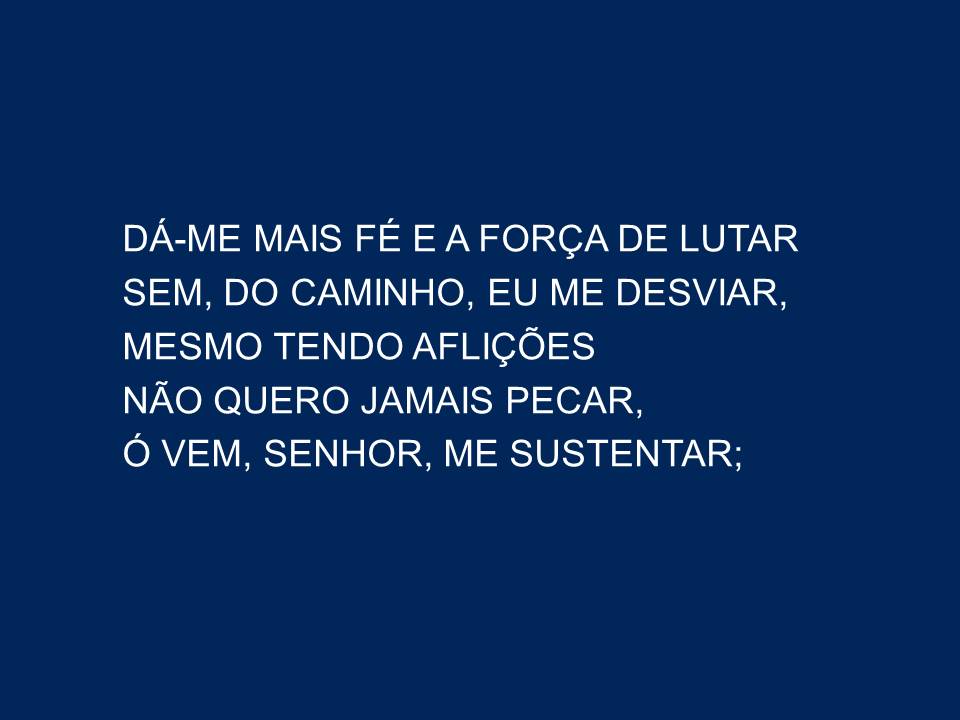 DÁ-ME MAIS FÉ E A FORÇA DE LUTAR
SEM, DO CAMINHO, EU ME DESVIAR,
MESMO TENDO AFLIÇÕES
NÃO QUERO JAMAIS PECAR,
Ó VEM, SENHOR, ME SUSTENTAR;